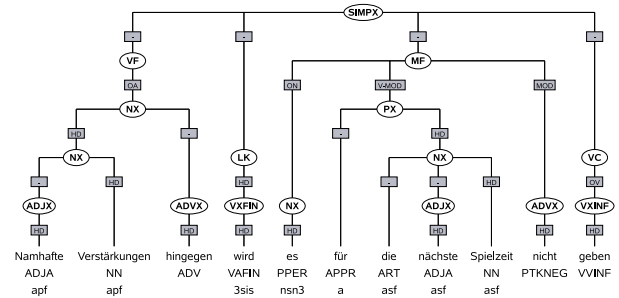 SIMPX
- - - -
VF MF
OA ON V-MOD MOD
NX PX
HD - - HD
NX LK NX VC
- HD HD - - HD OV
ADJX ADVX VXFIN NX ADJX ADVX VXINF
HD HD HD HD HD HD HD
Namhafte Verstärkungen hingegen wird es für die nächste Spielzeit nicht geben
ADJA NN ADV VAFIN PPER APPR ART ADJA NN PTKNEG VVINF
apf apf 3sis nsn3 a asf asf asf